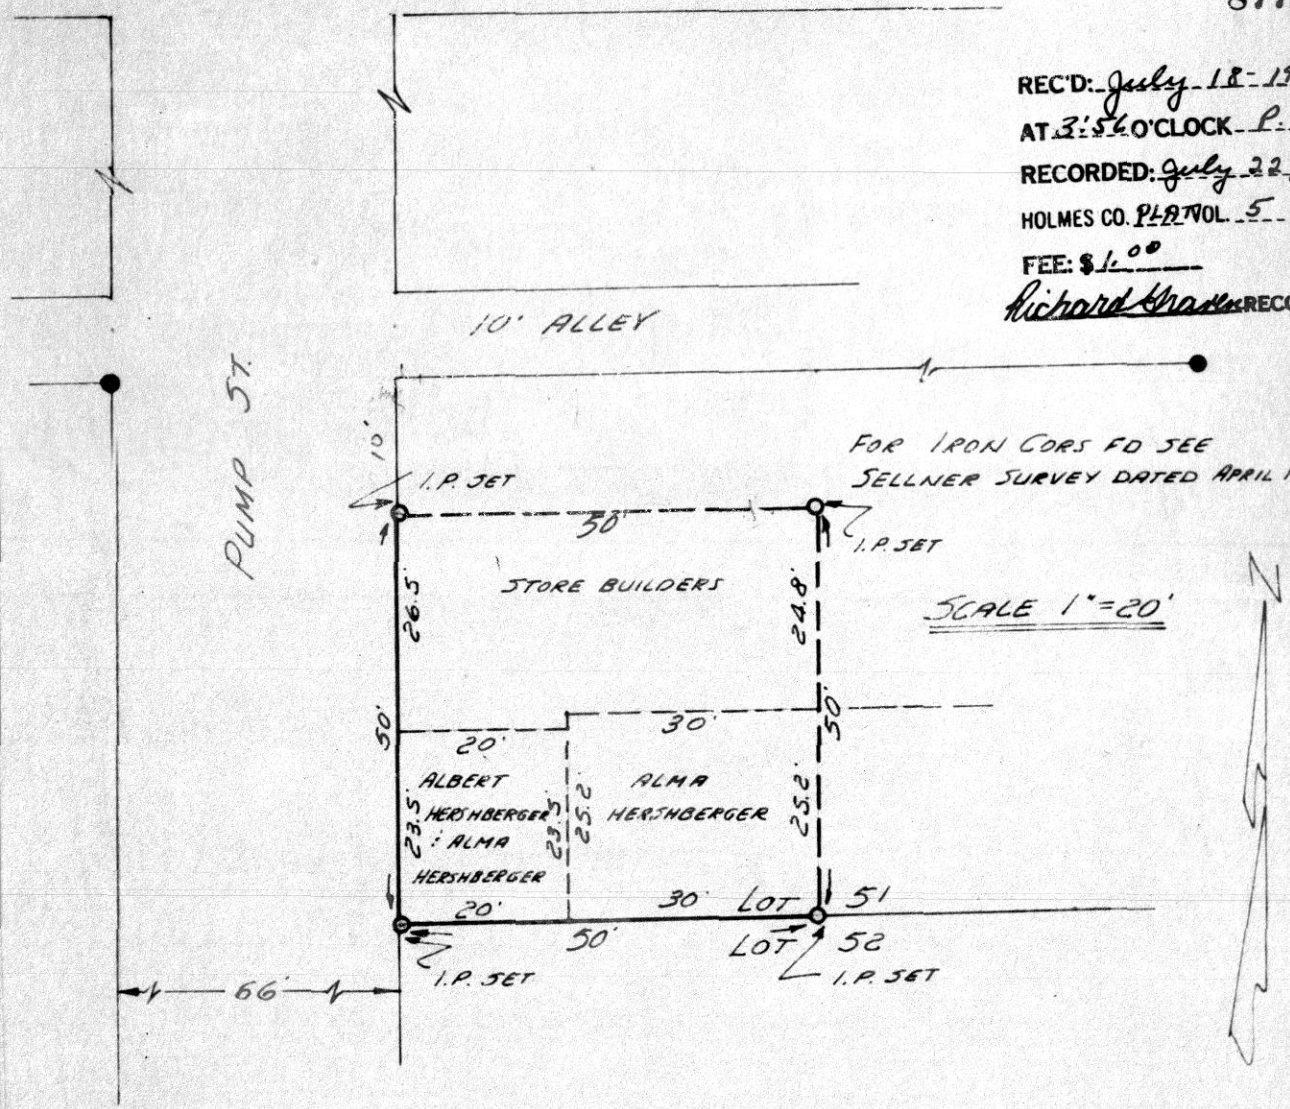 REC'D: July 18-19
AT 3:56 O'CLOCK P.
RECORDED: July 22
HOLMES CO. PLAT VOL. 5
FEE: $1.00
Richard RECO
10' ALLEY
PUMP ST.
10'
I.P. SET
FOR IRON CORS FD SEE
SELLNER SURVEY DATED APRIL 1
50'
I.P. SET
STORE BUILDERS
26.5'
24.8'
SCALE 1"=20'
N
50'
50'
20'
30'
ALBERT
HERSHBERGER
: ALMA
HERSHBERGER
ALMA
HERSHBERGER
23.5'
23.5'
25.2'
25.2'
20'
30'
LOT 51
50'
LOT 52
I.P. SET
I.P. SET
66'